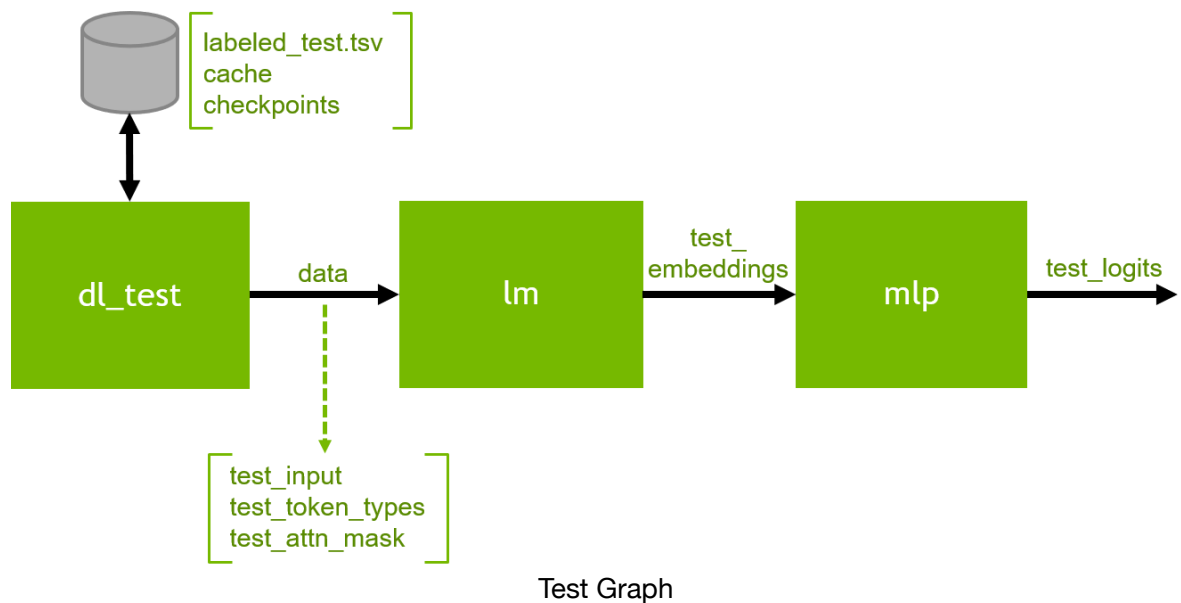 labeled_test.tsv
cache
checkpoints
dl_test
data
lm
test_
embeddings
mlp
test_logits
test_input
test_token_types
test_attn_mask
Test Graph